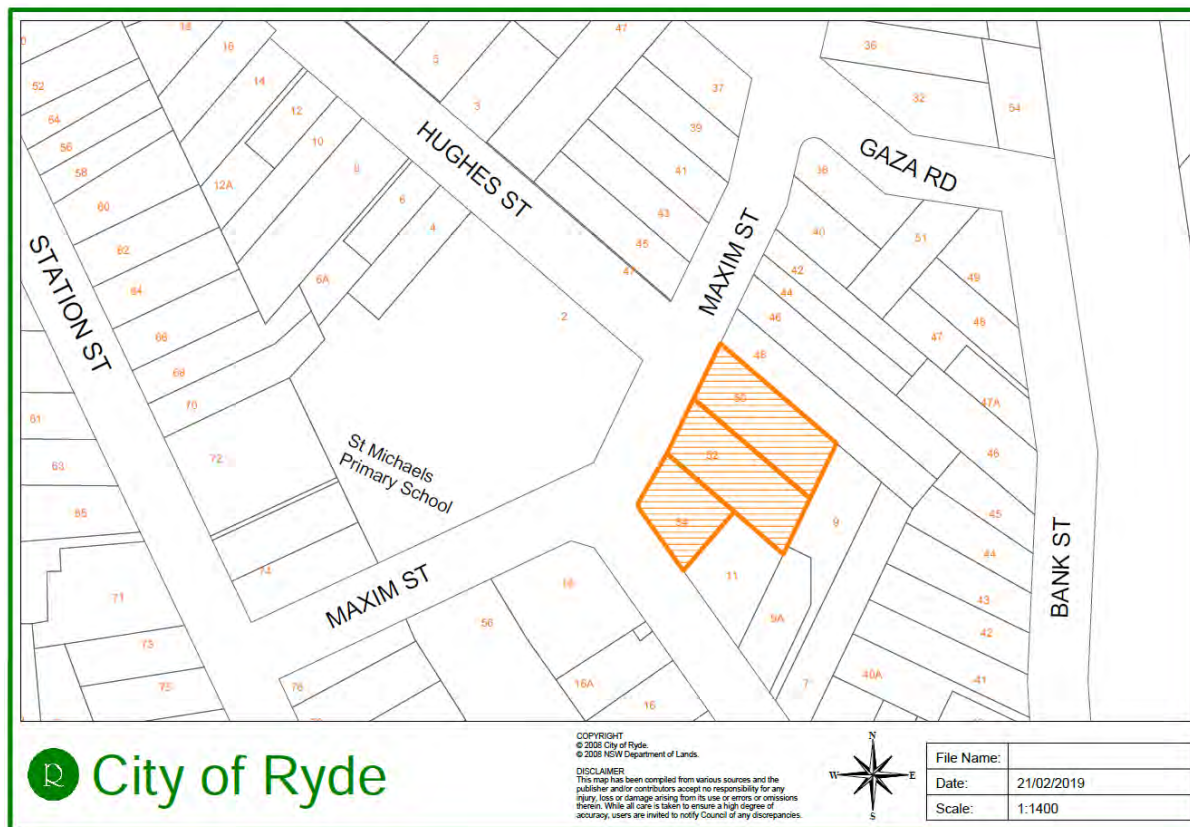 18
16
14
12
10
8
6
4
12A
6A
52
64
56
58
60
62
64
66
68
70
72
74
61
63
65
71
73
75
76
5
3
47
37
39
41
43
45
47
2
36
32
54
38
40
42
44
46
48
51
49
48
47
47A
46
45
44
43
42
41
40A
50
52
54
9
11
9A
7
56
16A
16
HUGHES ST
GAZA RD
MAXIM ST
STATION ST
St Michaels
Primary School
MAXIM ST
BANK ST
R City of Ryde
COPYRIGHT
© 2008 City of Ryde.
© 2008 NSW Department of Lands.
DISCLAIMER
This map has been compiled from various sources and the
publisher and/or contributors accept no responsibility for any
injury, loss or damage arising from its use or errors or omissions
therein. While all care is taken to ensure a high degree of
accuracy, users are invited to notify Council of any discrepancies.
N
W E
S
File Name:
Date: 21/02/2019
Scale: 1:1400